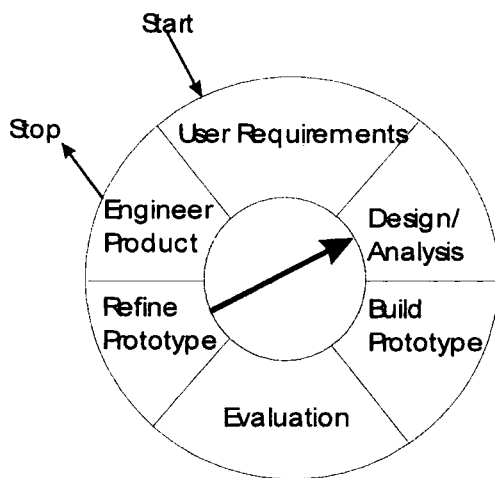 Start
Stop
User Requirements
Engineer
Product
Design/
Analysis
Refine
Prototype
Build
Prototype
Evaluation